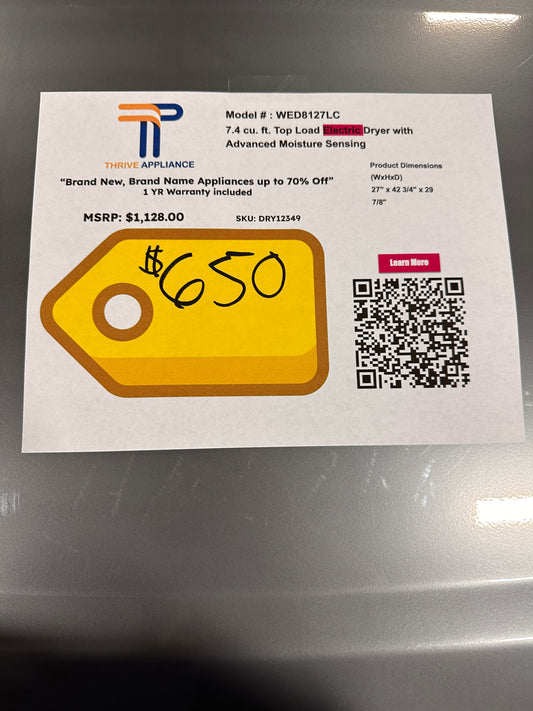 TP
THRIVE APPLIANCE
Model # : WED8127LC
7.4 cu. ft. Top Load Electric Dryer with
Advanced Moisture Sensing
“Brand New, Brand Name Appliances up to 70% Off”
1 YR Warranty included
Product Dimensions
(WxHxD)
27" x 42 3/4" x 29
7/8"
MSRP: $1,128.00
SKU: DRY12349
$650
Learn More